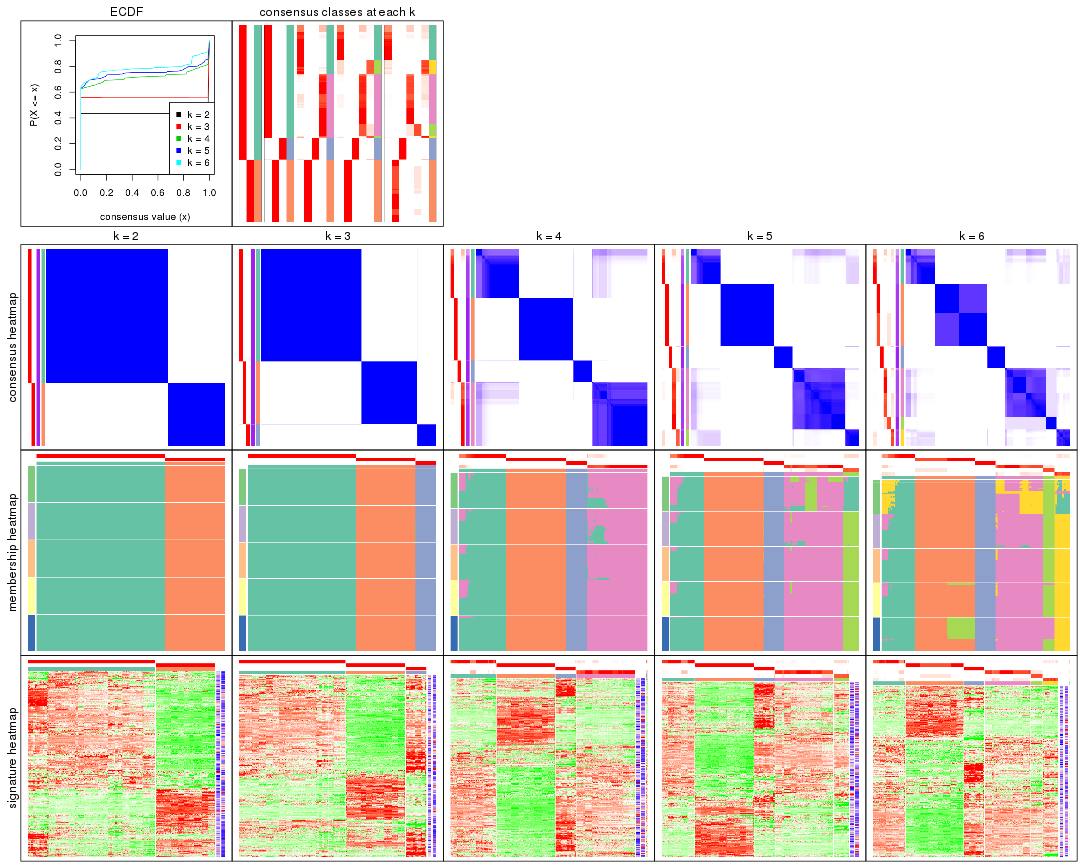 ECDF
consensus classes at each k
P(X <= x)
0.0 0.2 0.4 0.6 0.8 1.0
k = 2
k = 3
k = 4
k = 5
k = 6
0.0 0.2 0.4 0.6 0.8 1.0
consensus value (x)
k = 2
k = 3
k = 4
k = 5
k = 6
consensus heatmap
membership heatmap
signature heatmap